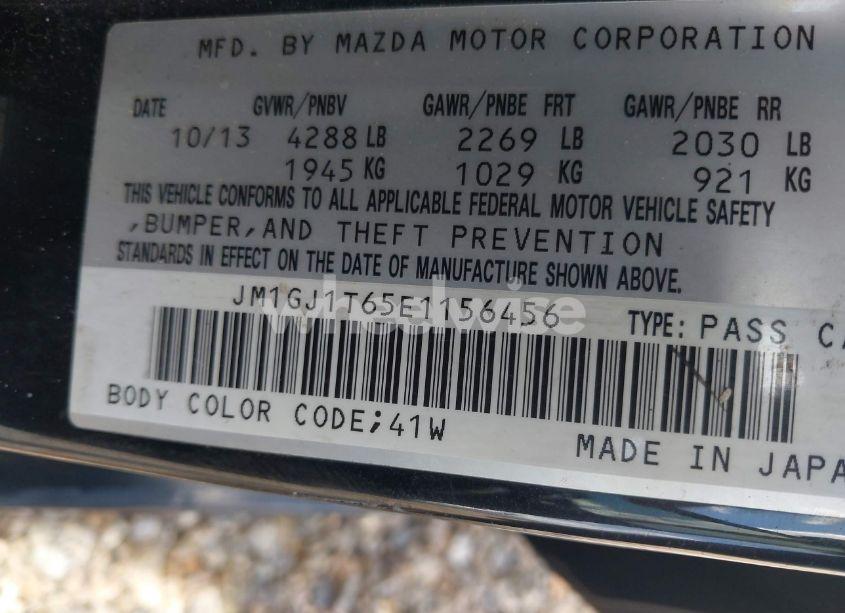 MFD. BY MAZDA MOTOR CORPORATION
DATE GVWR/PNBV GAWR/PNBE FRT GAWR/PNBE RR
10/13 4288 LB 2269 LB 2030 LB
1945 KG 1029 KG 921 KG
THIS VEHICLE CONFORMS TO ALL APPLICABLE FEDERAL MOTOR VEHICLE SAFETY
,BUMPER,AND THEFT PREVENTION
STANDARDS IN EFFECT ON THE DATE OF MANUFACTURE SHOWN ABOVE.
JM1GJ1T65E1156456 TYPE: PASS CA
wheelwise
BODY COLOR CODE;41W
MADE IN JAPA